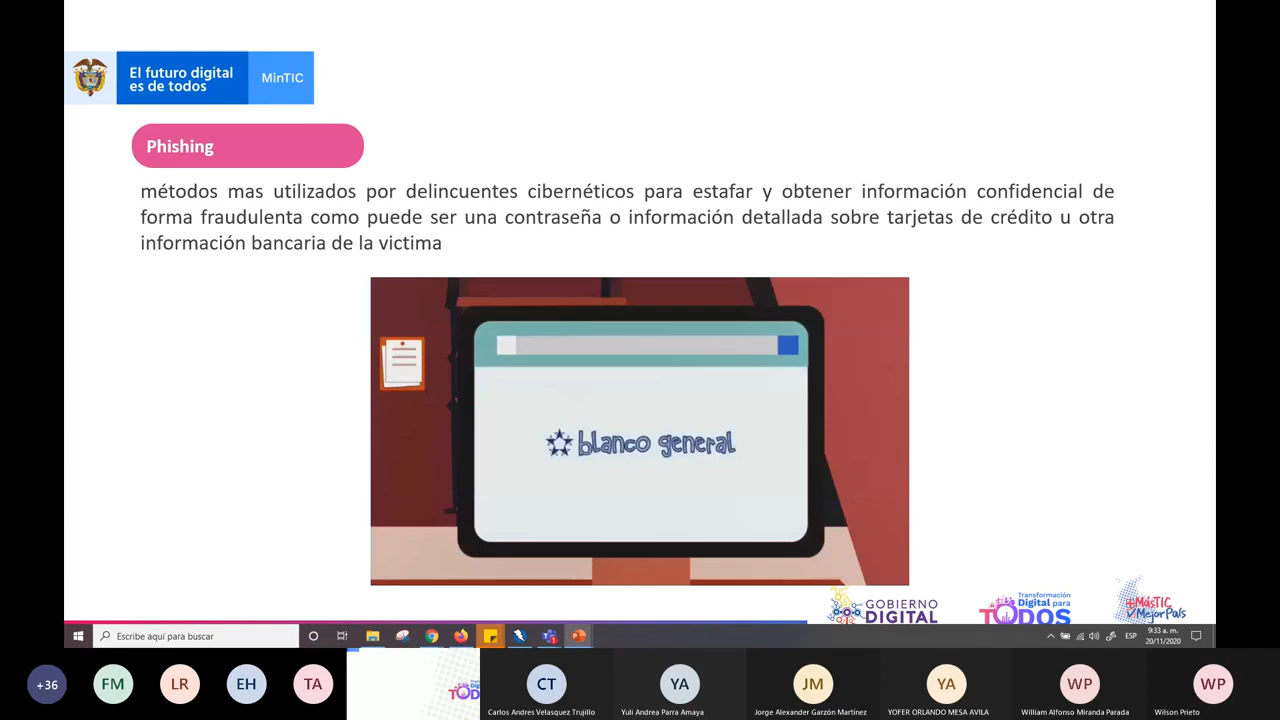 El futuro digital
es de todos
MinTIC
Phishing
métodos mas utilizados por delincuentes cibernéticos para estafar y obtener información confidencial de
forma fraudulenta como puede ser una contraseña o información detallada sobre tarjetas de crédito u otra
información bancaria de la victima
blanco general
GOBIERNO
DIGITAL
Transformación
Digital para
TODOS
+MásTIC
MejorPaís
Escribe aquí para buscar
ESP
9:33 a. m.
20/11/2020
+36
FM
LR
EH
TA
CT
Carlos Andres Velasquez Trujillo
YA
Yuli Andrea Parra Amaya
JM
Jorge Alexander Garzón Martínez
YA
YOFER ORLANDO MESA AVILA
WP
William Alfonso Miranda Parada
WP
Wilson Prieto